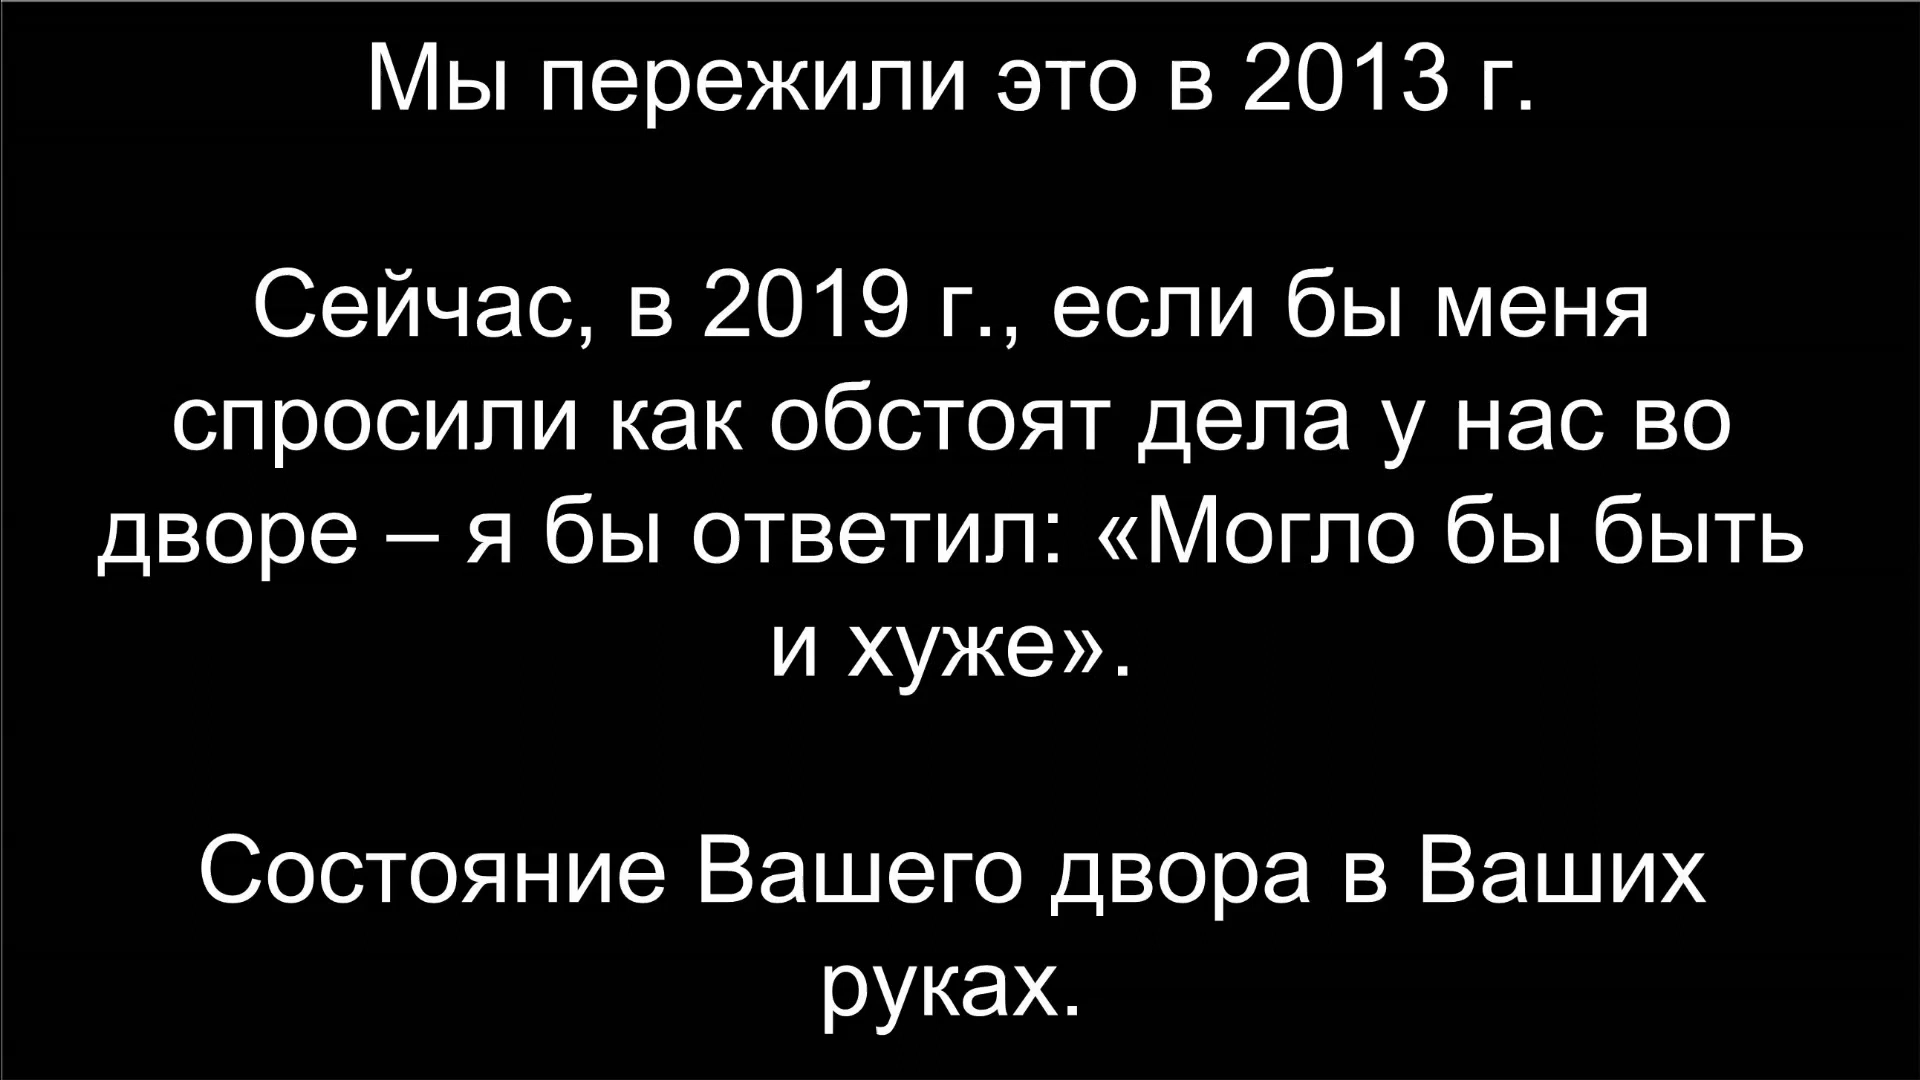 Мы пережили это в 2013 г.
Сейчас, в 2019 г., если бы меня
спросили как обстоят дела у нас во
дворе – я бы ответил: «Могло бы быть
и хуже».
Состояние Вашего двора в Ваших
руках.